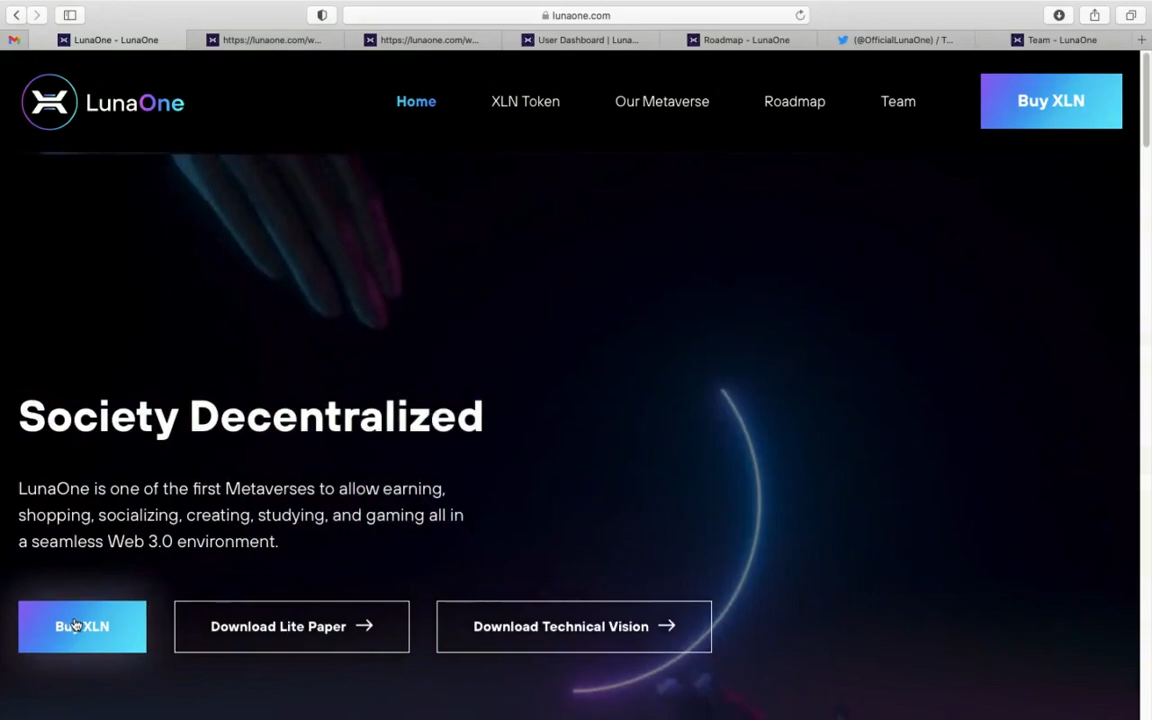 lunaone.com
LunaOne - LunaOne
https://lunaone.com/w...
https://lunaone.com/w...
User Dashboard | Luna...
Roadmap - LunaOne
(@OfficialLunaOne) / T...
Team - LunaOne
LunaOne
Home
XLN Token
Our Metaverse
Roadmap
Team
Buy XLN
Society Decentralized
LunaOne is one of the first Metaverses to allow earning,
shopping, socializing, creating, studying, and gaming all in
a seamless Web 3.0 environment.
Buy XLN
Download Lite Paper
Download Technical Vision